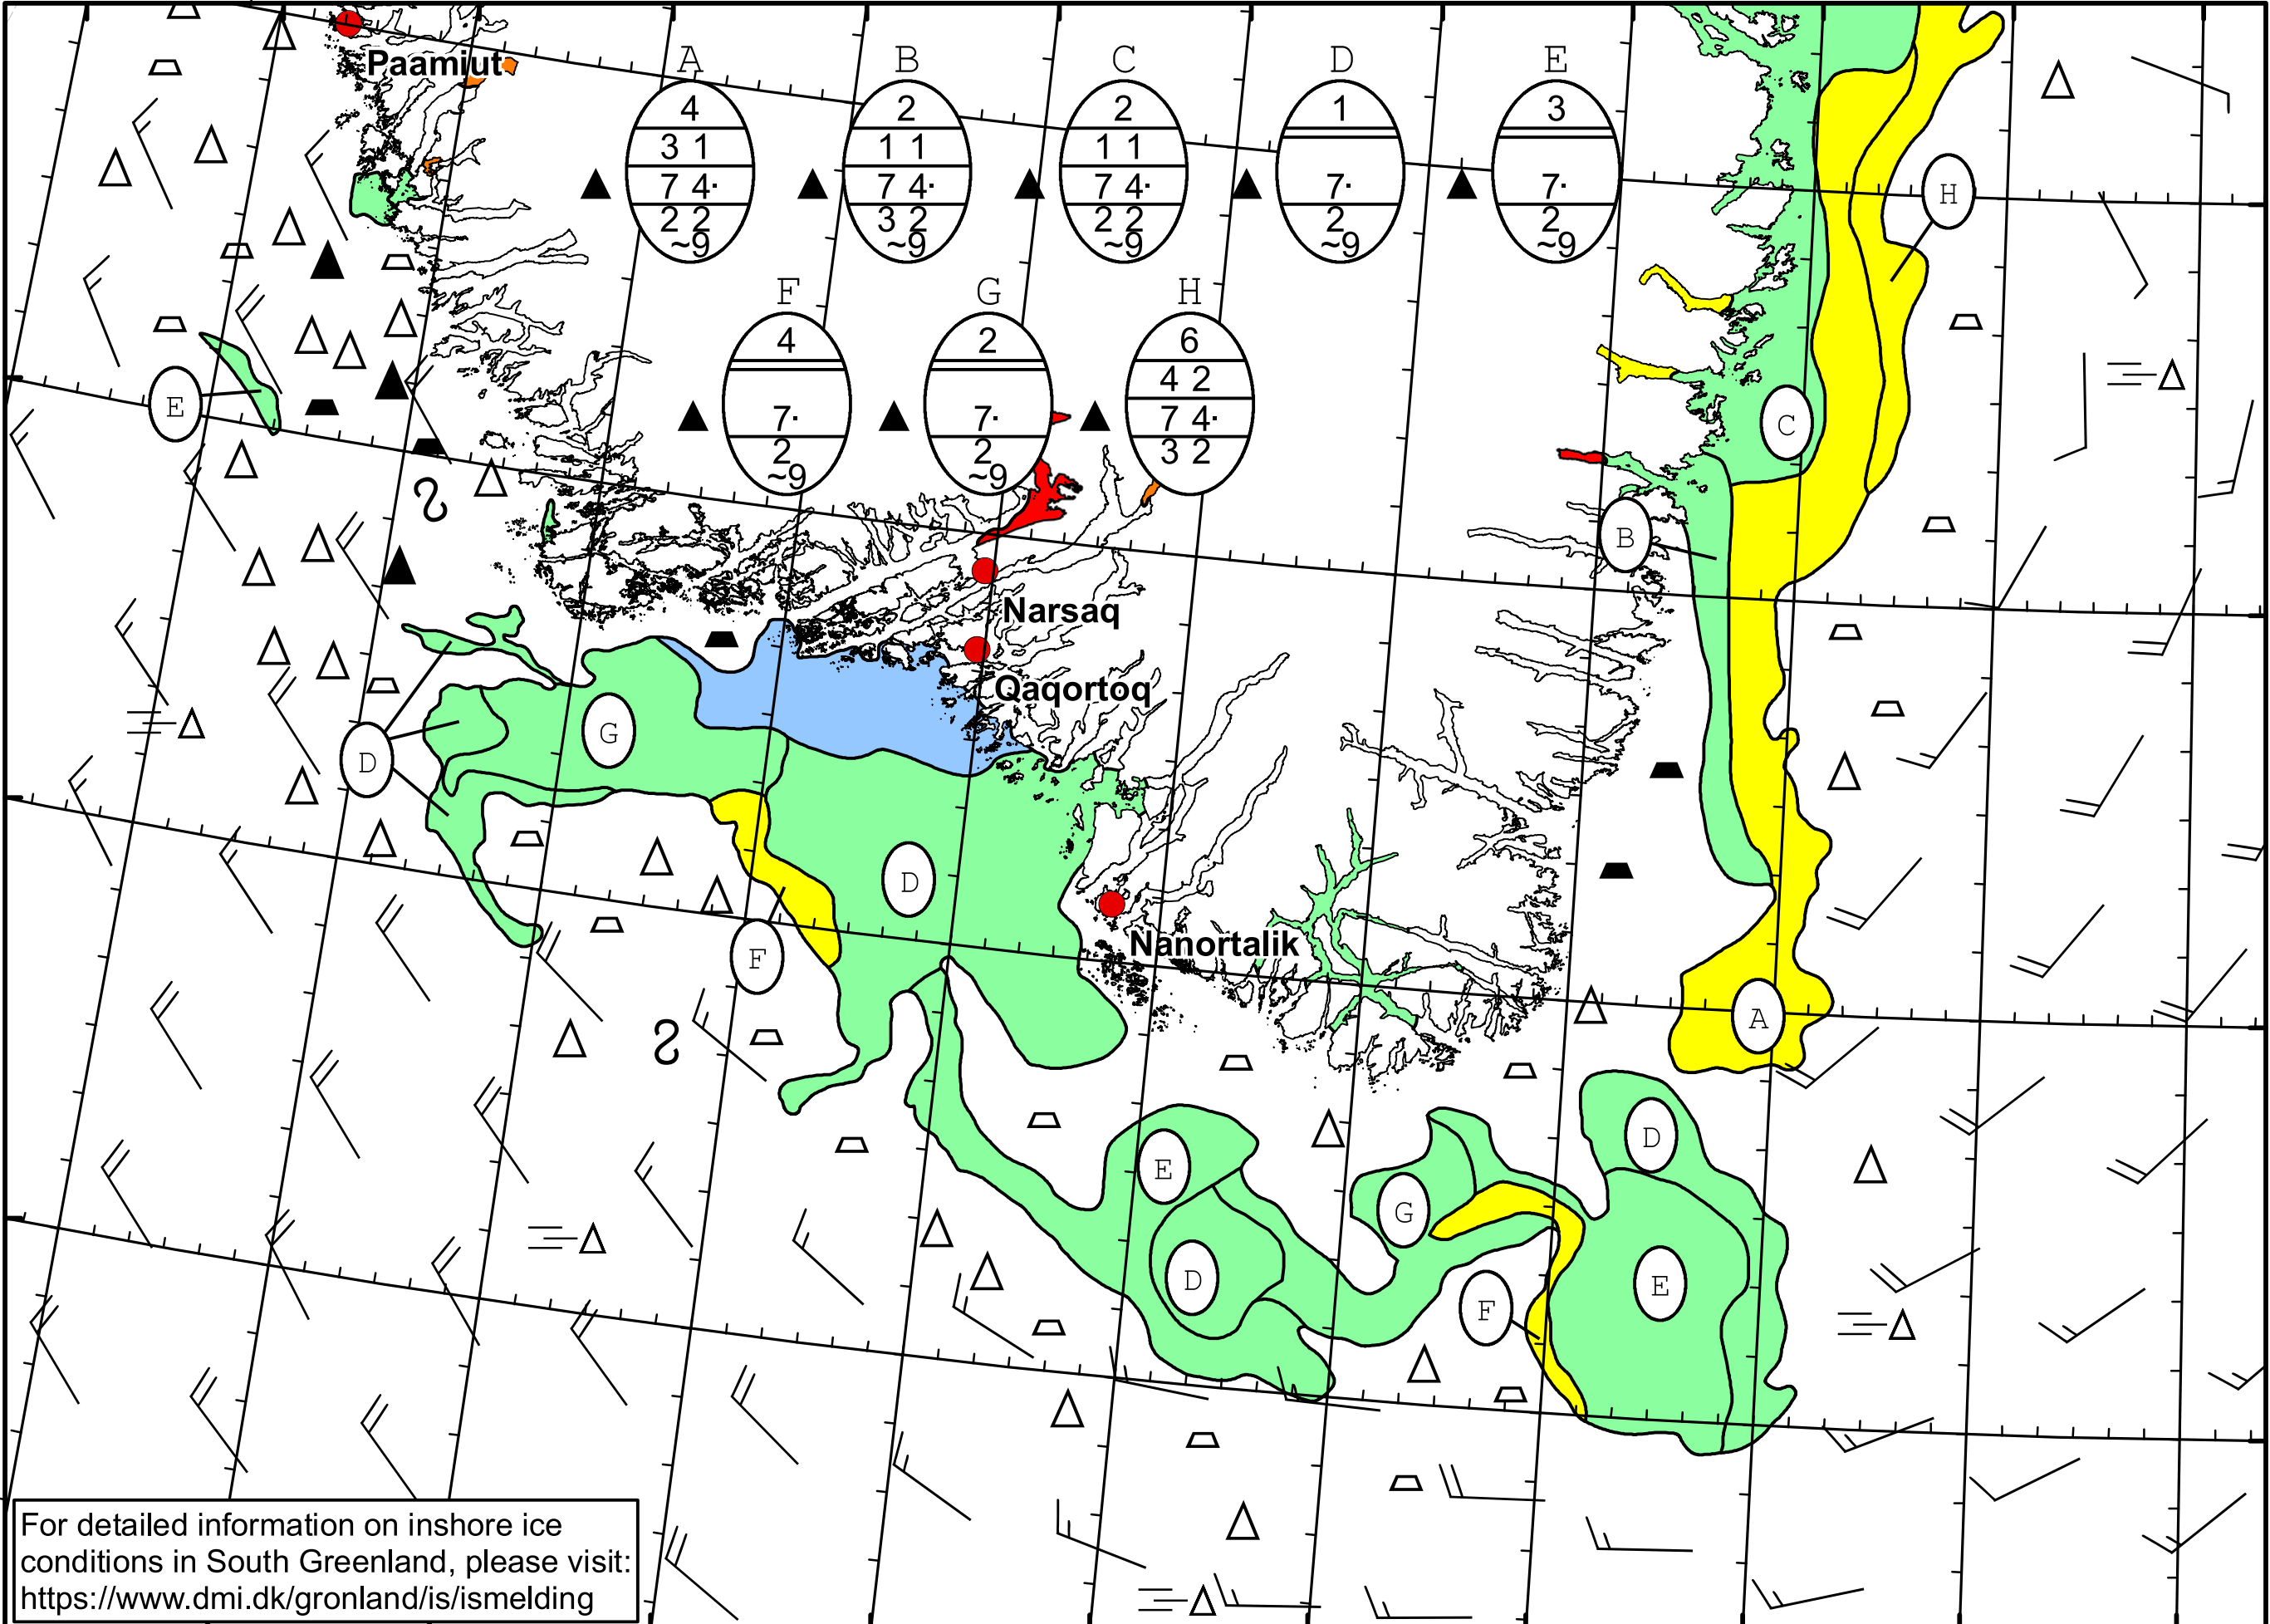 Paamiut
A B C D E
4 2 2 1 3
3 1 1 1 1 1
7 4· 7 4· 7 4· 7· 7·
2 2 3 2 2 2 2 2
~9 ~9 ~9 ~9 ~9
H
F G H
4 2 6
4 2
7· 7· 7 4·
2 2 3 2
~9 ~9
E
C
B
Narsaq
Qaqortoq
G
D
D
Nanortalik
F
A
D
E
G
D
E
F
For detailed information on inshore ice
conditions in South Greenland, please visit:
https://www.dmi.dk/gronland/is/ismelding